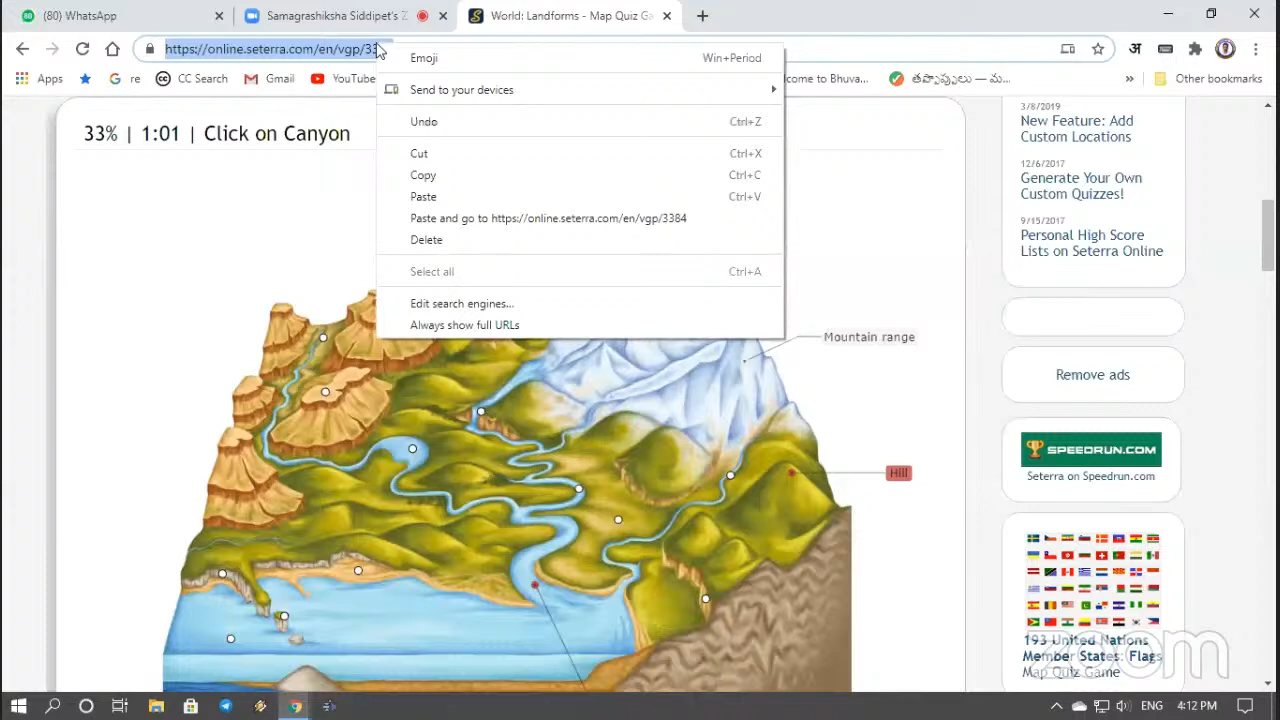 (80) WhatsApp
Samagrashiksha Siddipet's Z
World: Landforms - Map Quiz Ga
https://online.seterra.com/en/vgp/33
Apps
re
CC Search
Gmail
YouTube
lcome to Bhuva...
తప్పొప్పులు — మ...
Other bookmarks
Emoji Win+Period
Send to your devices
Undo Ctrl+Z
Cut Ctrl+X
Copy Ctrl+C
Paste Ctrl+V
Paste and go to https://online.seterra.com/en/vgp/3384
Delete
Select all Ctrl+A
Edit search engines...
Always show full URLs
33% | 1:01 | Click on Canyon
Mountain range
Hill
3/8/2019
New Feature: Add
Custom Locations
12/6/2017
Generate Your Own
Custom Quizzes!
9/15/2017
Personal High Score
Lists on Seterra Online
Remove ads
SPEEDRUN.COM
Seterra on Speedrun.com
193 United Nations
Member States: Flags
Map Quiz Game
zoom
ENG
4:12 PM